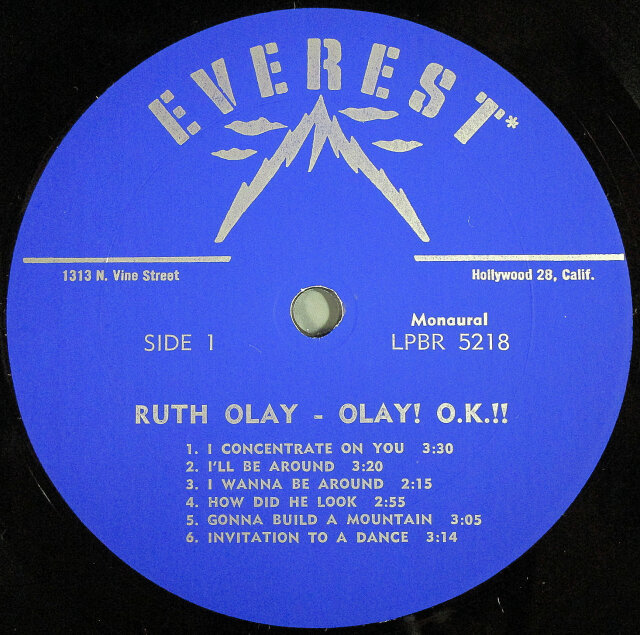 EVEREST*
1313 N. Vine Street
Hollywood 28, Calif.
Monaural
SIDE 1
LPBR 5218
RUTH OLAY - OLAY! O.K.!!
1. I CONCENTRATE ON YOU 3:30
2. I'LL BE AROUND 3:20
3. I WANNA BE AROUND 2:15
4. HOW DID HE LOOK 2:55
5. GONNA BUILD A MOUNTAIN 3:05
6. INVITATION TO A DANCE 3:14